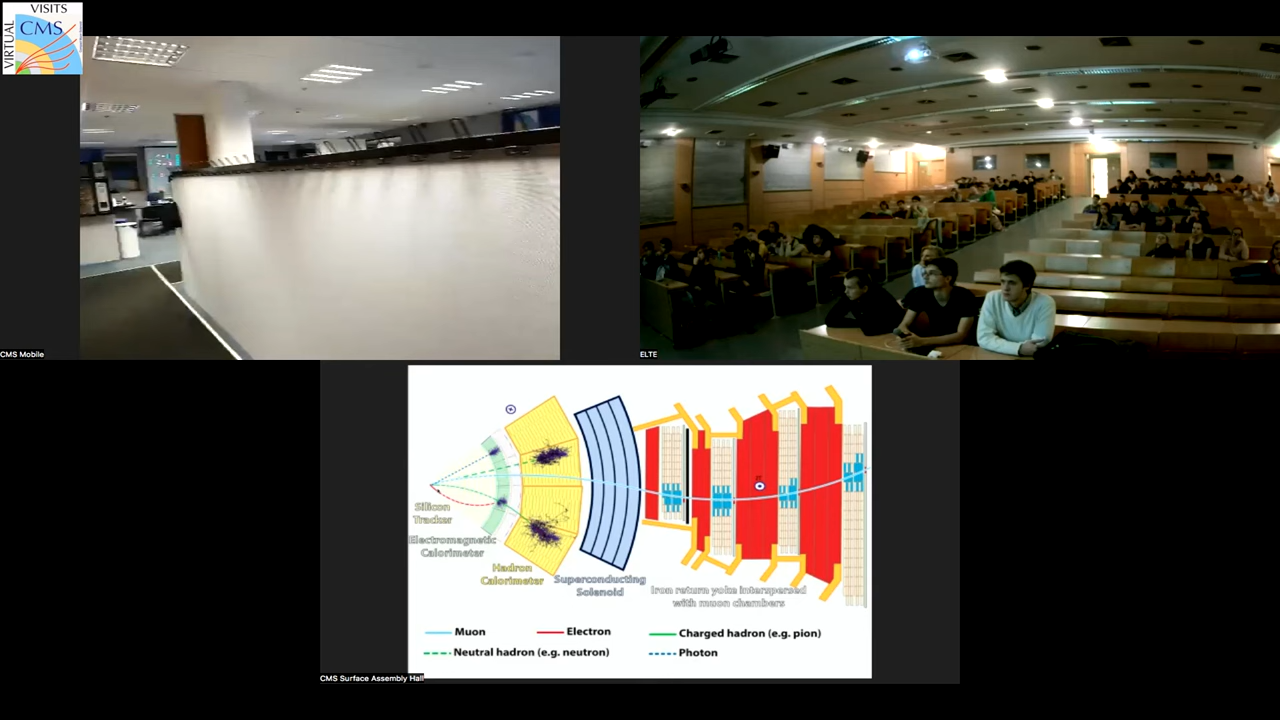 VISITS
VIRTUAL
CMS
CMS Mobile
ELTE
Silicon
Tracker
Electromagnetic
Calorimeter
Hadron
Calorimeter
Superconducting
Solenoid
Iron return yoke interspersed
with muon chambers
Muon
Electron
Charged hadron (e.g. pion)
Neutral hadron (e.g. neutron)
Photon
CMS Surface Assembly Hall